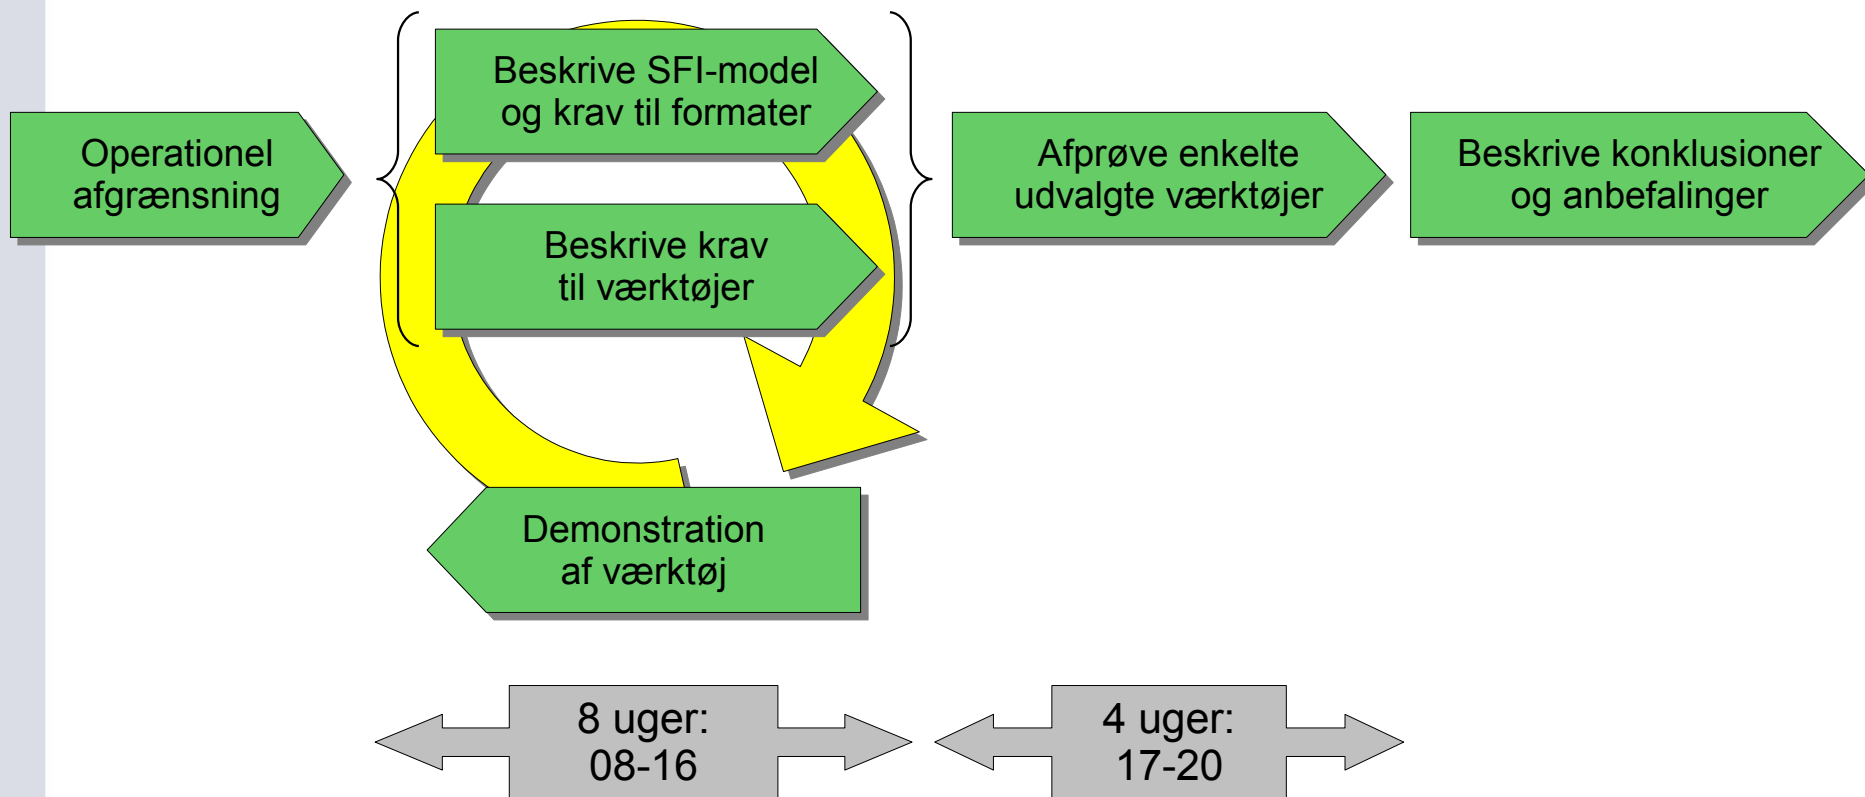 Operationel
afgrænsning
Beskrive SFI-model
og krav til formater
Beskrive krav
til værktøjer
Demonstration
af værktøj
Afprøve enkelte
udvalgte værktøjer
Beskrive konklusioner
og anbefalinger
8 uger:
08-16
4 uger:
17-20